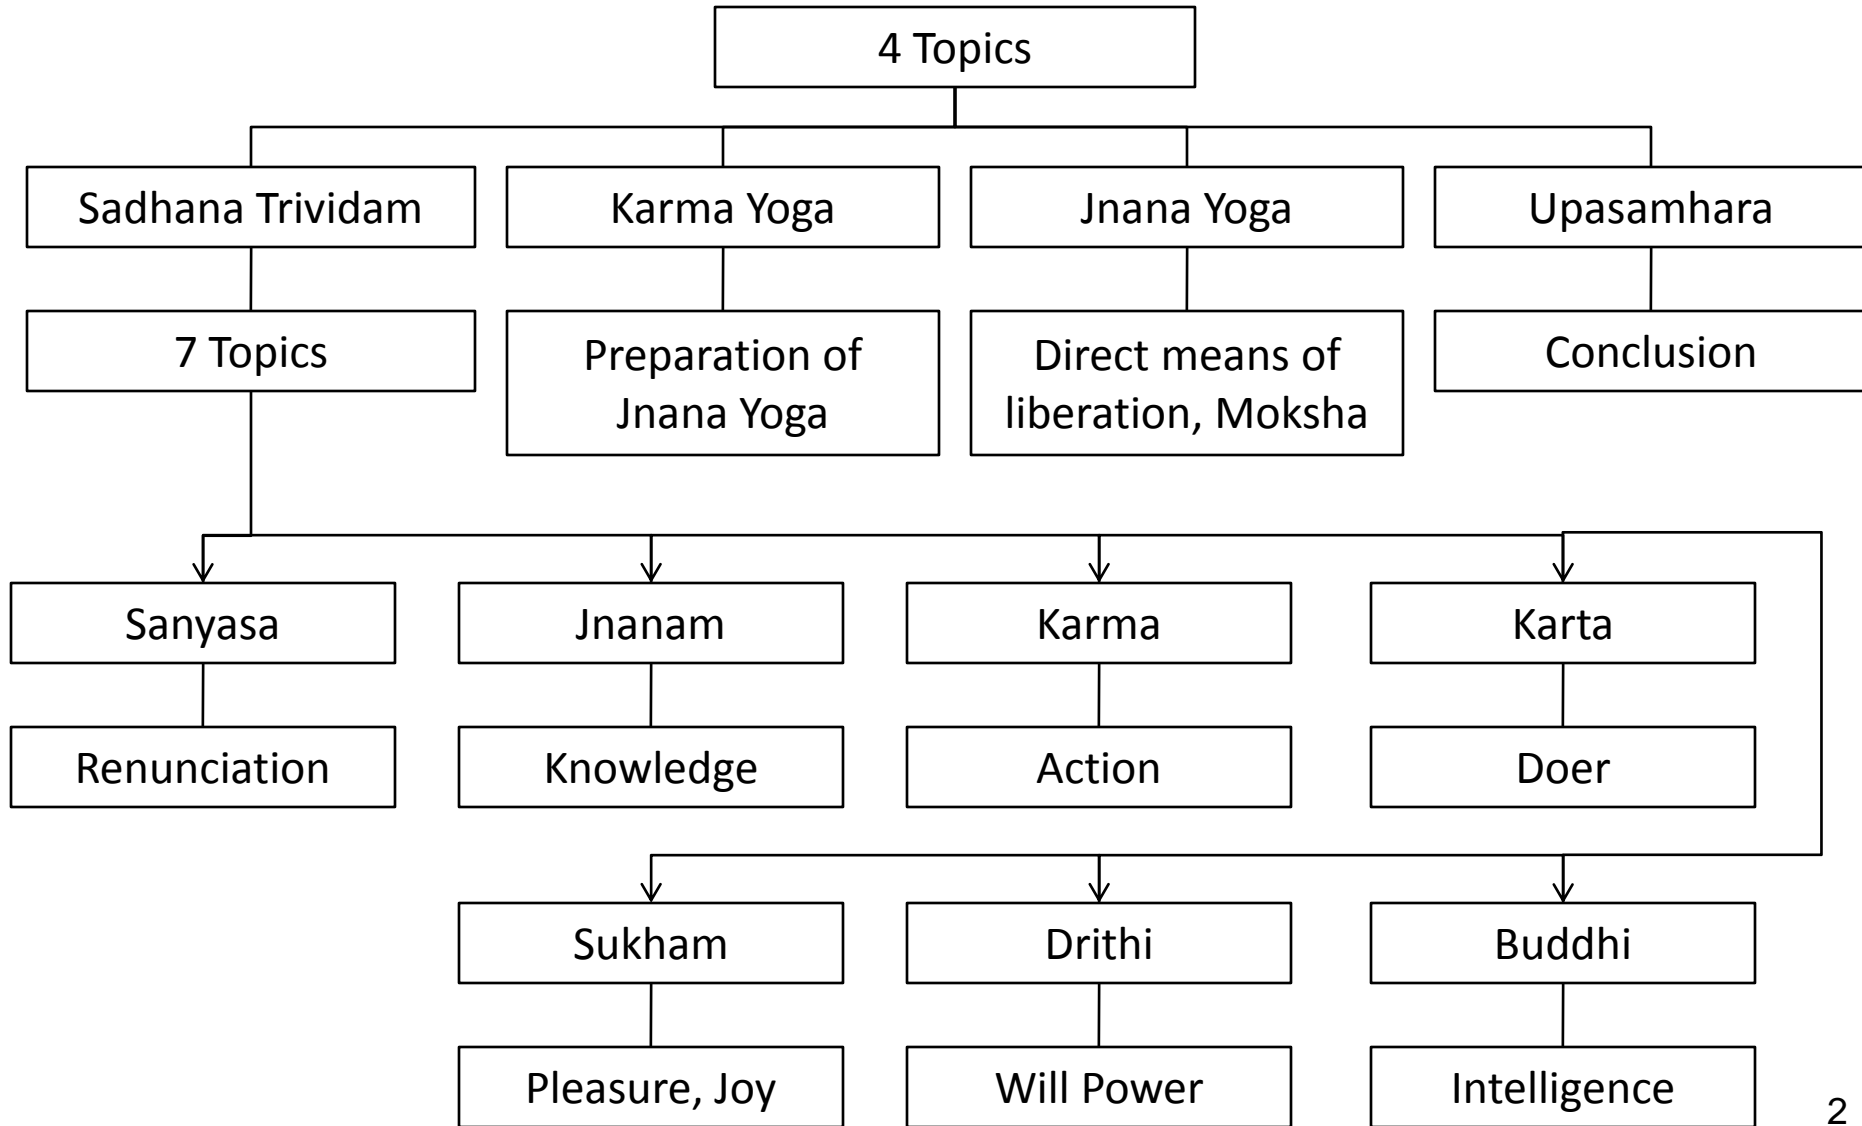 4 Topics
Sadhana Trividam
Karma Yoga
Jnana Yoga
Upasamhara
7 Topics
Preparation of
Jnana Yoga
Direct means of
liberation, Moksha
Conclusion
Sanyasa
Jnanam
Karma
Karta
Renunciation
Knowledge
Action
Doer
Sukham
Drithi
Buddhi
Pleasure, Joy
Will Power
Intelligence
2